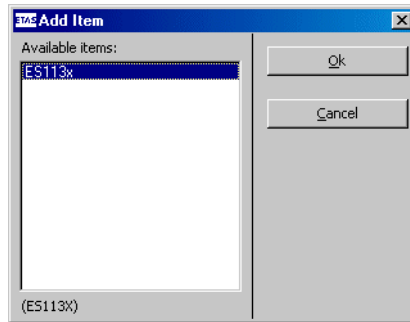 ETAS Add Item
Available items:
ES113x
Ok
Cancel
(ES113X)